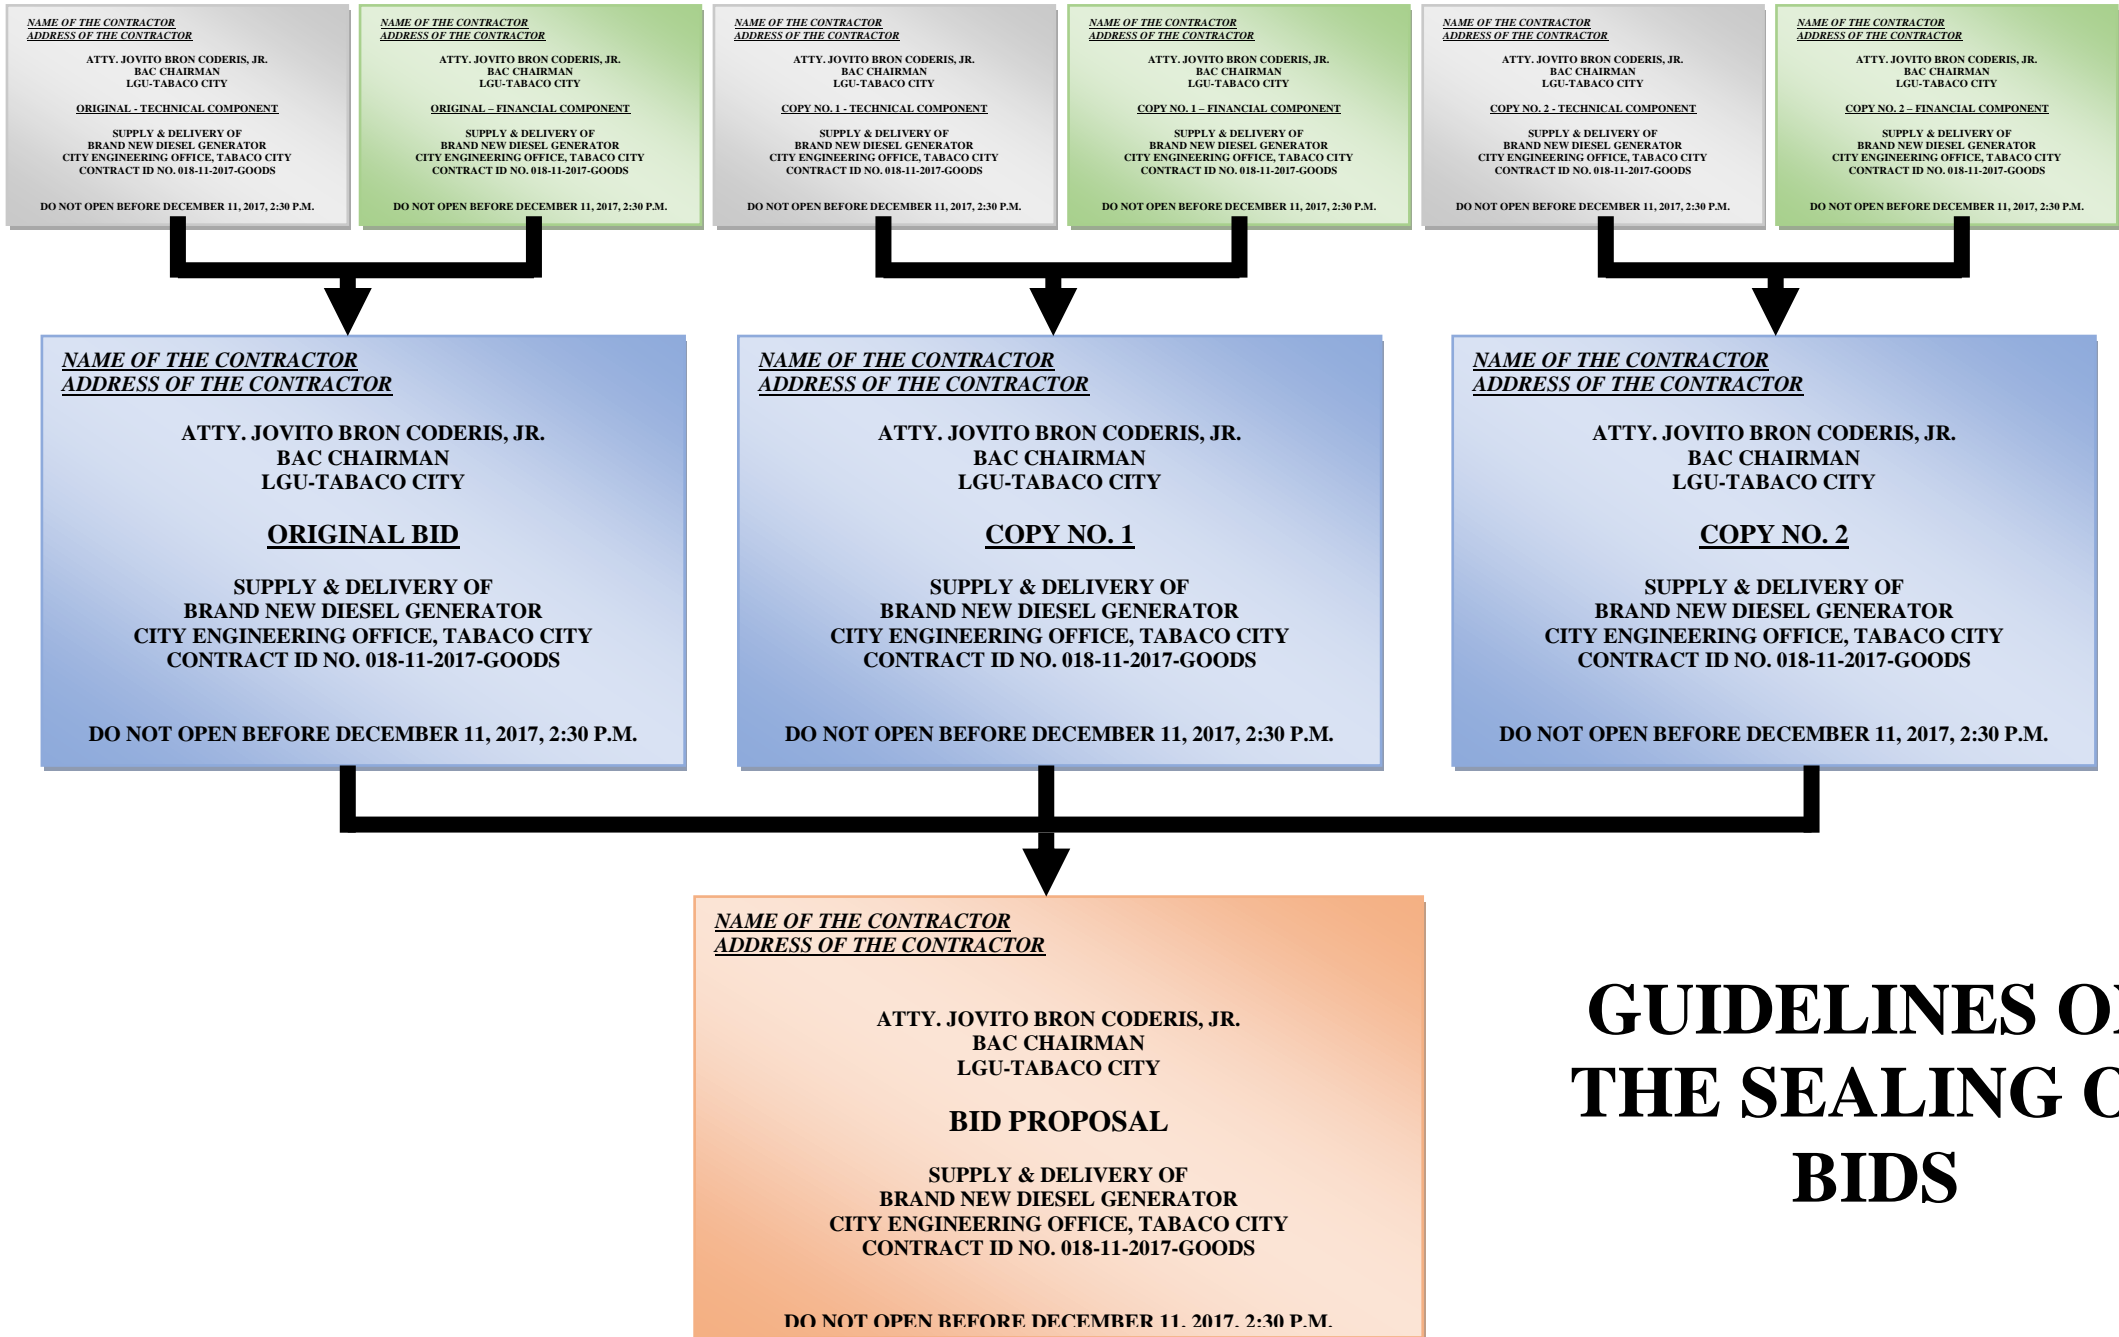 NAME OF THE CONTRACTOR
ADDRESS OF THE CONTRACTOR
ATTY. JOVITO BRON CODERIS, JR.
BAC CHAIRMAN
LGU-TABACO CITY
ORIGINAL - TECHNICAL COMPONENT
SUPPLY & DELIVERY OF
BRAND NEW DIESEL GENERATOR
CITY ENGINEERING OFFICE, TABACO CITY
CONTRACT ID NO. 018-11-2017-GOODS
DO NOT OPEN BEFORE DECEMBER 11, 2017, 2:30 P.M.
NAME OF THE CONTRACTOR
ADDRESS OF THE CONTRACTOR
ATTY. JOVITO BRON CODERIS, JR.
BAC CHAIRMAN
LGU-TABACO CITY
ORIGINAL – FINANCIAL COMPONENT
SUPPLY & DELIVERY OF
BRAND NEW DIESEL GENERATOR
CITY ENGINEERING OFFICE, TABACO CITY
CONTRACT ID NO. 018-11-2017-GOODS
DO NOT OPEN BEFORE DECEMBER 11, 2017, 2:30 P.M.
NAME OF THE CONTRACTOR
ADDRESS OF THE CONTRACTOR
ATTY. JOVITO BRON CODERIS, JR.
BAC CHAIRMAN
LGU-TABACO CITY
COPY NO. 1 - TECHNICAL COMPONENT
SUPPLY & DELIVERY OF
BRAND NEW DIESEL GENERATOR
CITY ENGINEERING OFFICE, TABACO CITY
CONTRACT ID NO. 018-11-2017-GOODS
DO NOT OPEN BEFORE DECEMBER 11, 2017, 2:30 P.M.
NAME OF THE CONTRACTOR
ADDRESS OF THE CONTRACTOR
ATTY. JOVITO BRON CODERIS, JR.
BAC CHAIRMAN
LGU-TABACO CITY
COPY NO. 1 – FINANCIAL COMPONENT
SUPPLY & DELIVERY OF
BRAND NEW DIESEL GENERATOR
CITY ENGINEERING OFFICE, TABACO CITY
CONTRACT ID NO. 018-11-2017-GOODS
DO NOT OPEN BEFORE DECEMBER 11, 2017, 2:30 P.M.
NAME OF THE CONTRACTOR
ADDRESS OF THE CONTRACTOR
ATTY. JOVITO BRON CODERIS, JR.
BAC CHAIRMAN
LGU-TABACO CITY
COPY NO. 2 - TECHNICAL COMPONENT
SUPPLY & DELIVERY OF
BRAND NEW DIESEL GENERATOR
CITY ENGINEERING OFFICE, TABACO CITY
CONTRACT ID NO. 018-11-2017-GOODS
DO NOT OPEN BEFORE DECEMBER 11, 2017, 2:30 P.M.
NAME OF THE CONTRACTOR
ADDRESS OF THE CONTRACTOR
ATTY. JOVITO BRON CODERIS, JR.
BAC CHAIRMAN
LGU-TABACO CITY
COPY NO. 2 – FINANCIAL COMPONENT
SUPPLY & DELIVERY OF
BRAND NEW DIESEL GENERATOR
CITY ENGINEERING OFFICE, TABACO CITY
CONTRACT ID NO. 018-11-2017-GOODS
DO NOT OPEN BEFORE DECEMBER 11, 2017, 2:30 P.M.
NAME OF THE CONTRACTOR
ADDRESS OF THE CONTRACTOR
ATTY. JOVITO BRON CODERIS, JR.
BAC CHAIRMAN
LGU-TABACO CITY
ORIGINAL BID
SUPPLY & DELIVERY OF
BRAND NEW DIESEL GENERATOR
CITY ENGINEERING OFFICE, TABACO CITY
CONTRACT ID NO. 018-11-2017-GOODS
DO NOT OPEN BEFORE DECEMBER 11, 2017, 2:30 P.M.
NAME OF THE CONTRACTOR
ADDRESS OF THE CONTRACTOR
ATTY. JOVITO BRON CODERIS, JR.
BAC CHAIRMAN
LGU-TABACO CITY
COPY NO. 1
SUPPLY & DELIVERY OF
BRAND NEW DIESEL GENERATOR
CITY ENGINEERING OFFICE, TABACO CITY
CONTRACT ID NO. 018-11-2017-GOODS
DO NOT OPEN BEFORE DECEMBER 11, 2017, 2:30 P.M.
NAME OF THE CONTRACTOR
ADDRESS OF THE CONTRACTOR
ATTY. JOVITO BRON CODERIS, JR.
BAC CHAIRMAN
LGU-TABACO CITY
COPY NO. 2
SUPPLY & DELIVERY OF
BRAND NEW DIESEL GENERATOR
CITY ENGINEERING OFFICE, TABACO CITY
CONTRACT ID NO. 018-11-2017-GOODS
DO NOT OPEN BEFORE DECEMBER 11, 2017, 2:30 P.M.
NAME OF THE CONTRACTOR
ADDRESS OF THE CONTRACTOR
ATTY. JOVITO BRON CODERIS, JR.
BAC CHAIRMAN
LGU-TABACO CITY
BID PROPOSAL
SUPPLY & DELIVERY OF
BRAND NEW DIESEL GENERATOR
CITY ENGINEERING OFFICE, TABACO CITY
CONTRACT ID NO. 018-11-2017-GOODS
DO NOT OPEN BEFORE DECEMBER 11, 2017, 2:30 P.M.
GUIDELINES
THE SEALING
BIDS